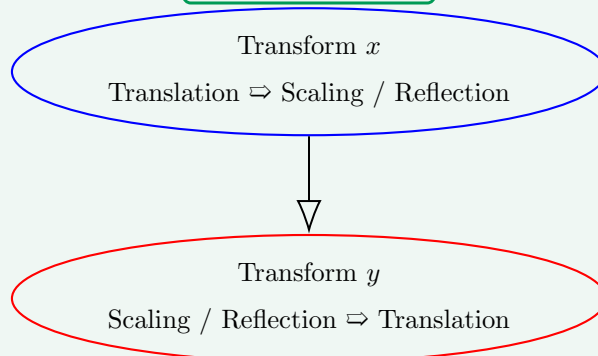 Transform x
Translation ⇨ Scaling / Reflection
Transform y
Scaling / Reflection ⇨ Translation